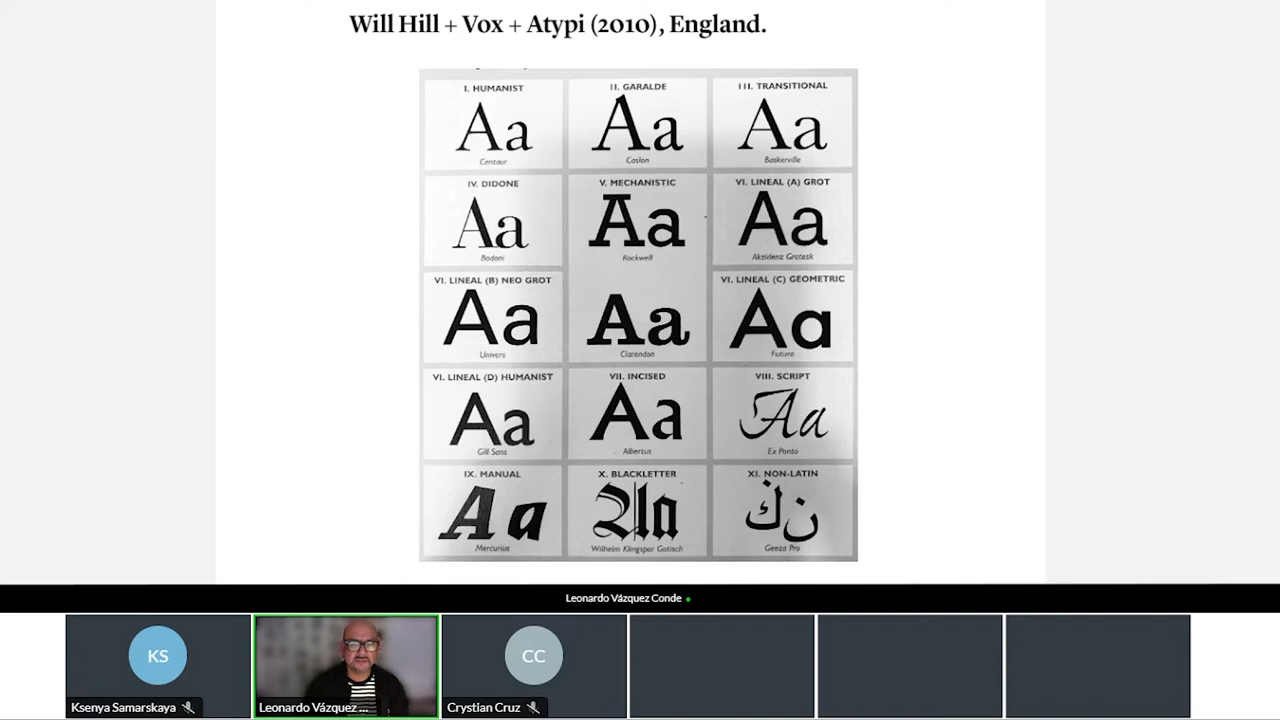 Will Hill + Vox + Atypi (2010), England.
I. HUMANIST
Aa
Centaur
II. GARALDE
Aa
Caslon
III. TRANSITIONAL
Aa
Baskerville
IV. DIDONE
Aa
Bodoni
V. MECHANISTIC
Aa
Rockwell
VI. LINEAL (A) GROT
Aa
Akzidenz Grotesk
VI. LINEAL (B) NEO GROT
Aa
Univers
Aa
Clarendon
VI. LINEAL (C) GEOMETRIC
Aa
Futura
VI. LINEAL (D) HUMANIST
Aa
Gill Sans
VII. INCISED
Aa
Albertus
VIII. SCRIPT
Aa
Ex Ponto
IX. MANUAL
Aa
Mercurius
X. BLACKLETTER
Aa
Wilhelm Klingspor Gotisch
XI. NON-LATIN
ك ن
Geeza Pro
Leonardo Vázquez Conde
KS
CC
Ksenya Samarskaya
Leonardo Vázquez ...
Crystian Cruz